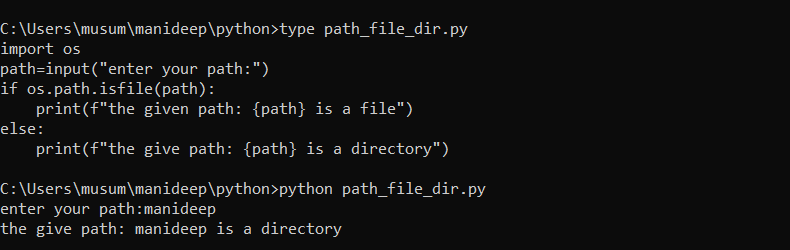 C:\Users\musum\manideep\python>type path_file_dir.py
import os
path=input("enter your path:")
if os.path.isfile(path):
    print(f"the given path: {path} is a file")
else:
    print(f"the give path: {path} is a directory")
C:\Users\musum\manideep\python>python path_file_dir.py
enter your path:manideep
the give path: manideep is a directory